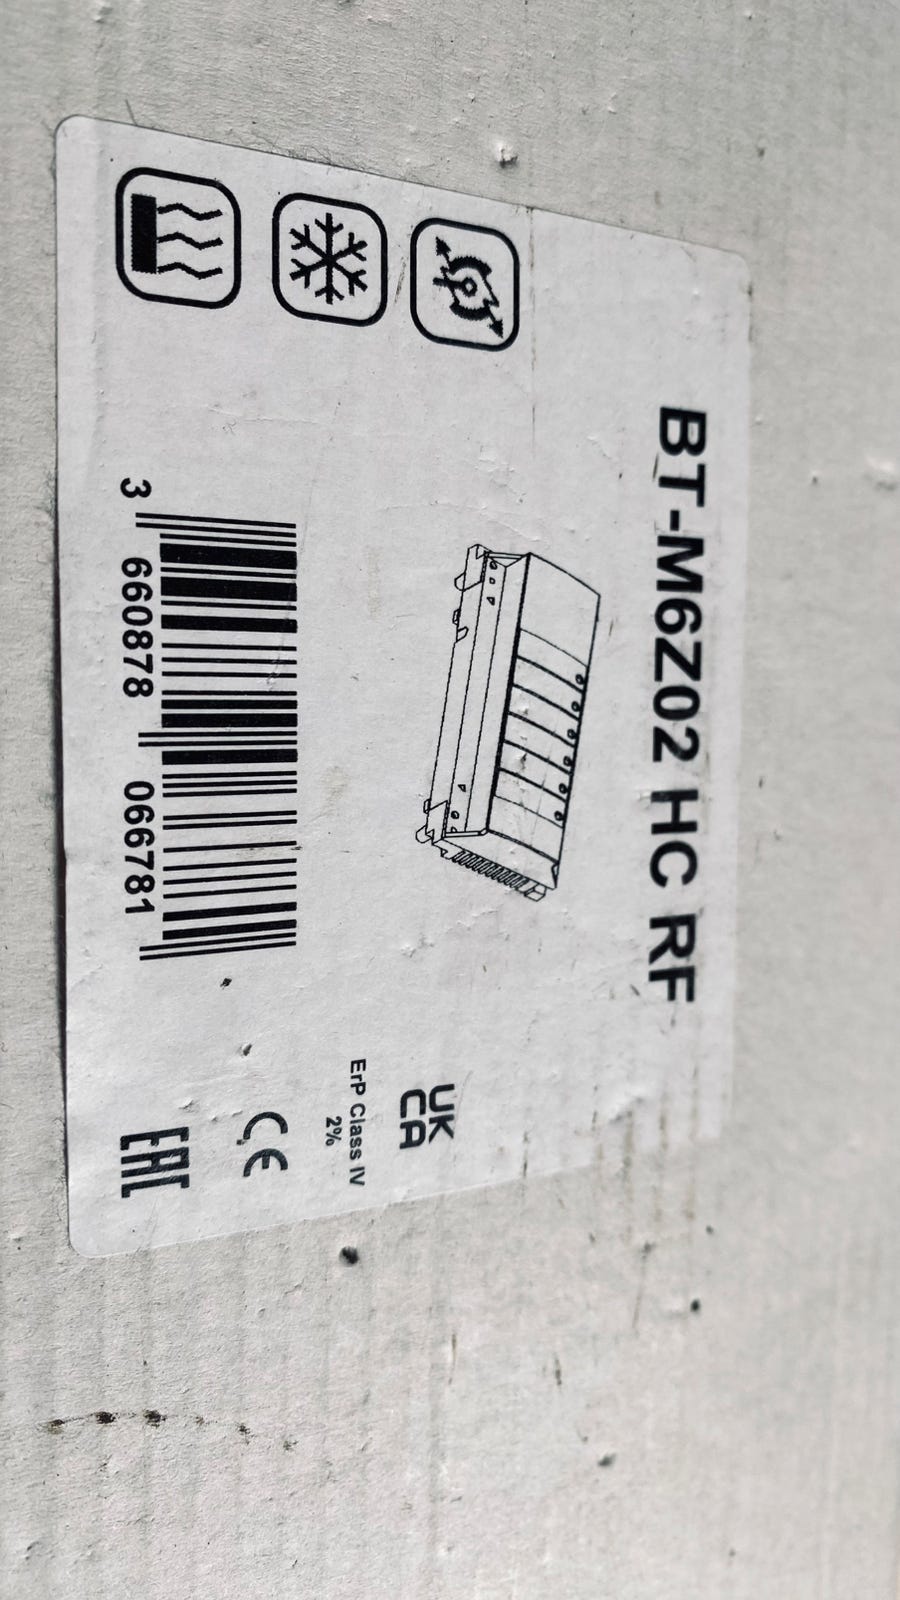 BT-M6Z02 HC RF
UK
CA
ErP Class IV
2%
CE
EAC
3 660878 066781